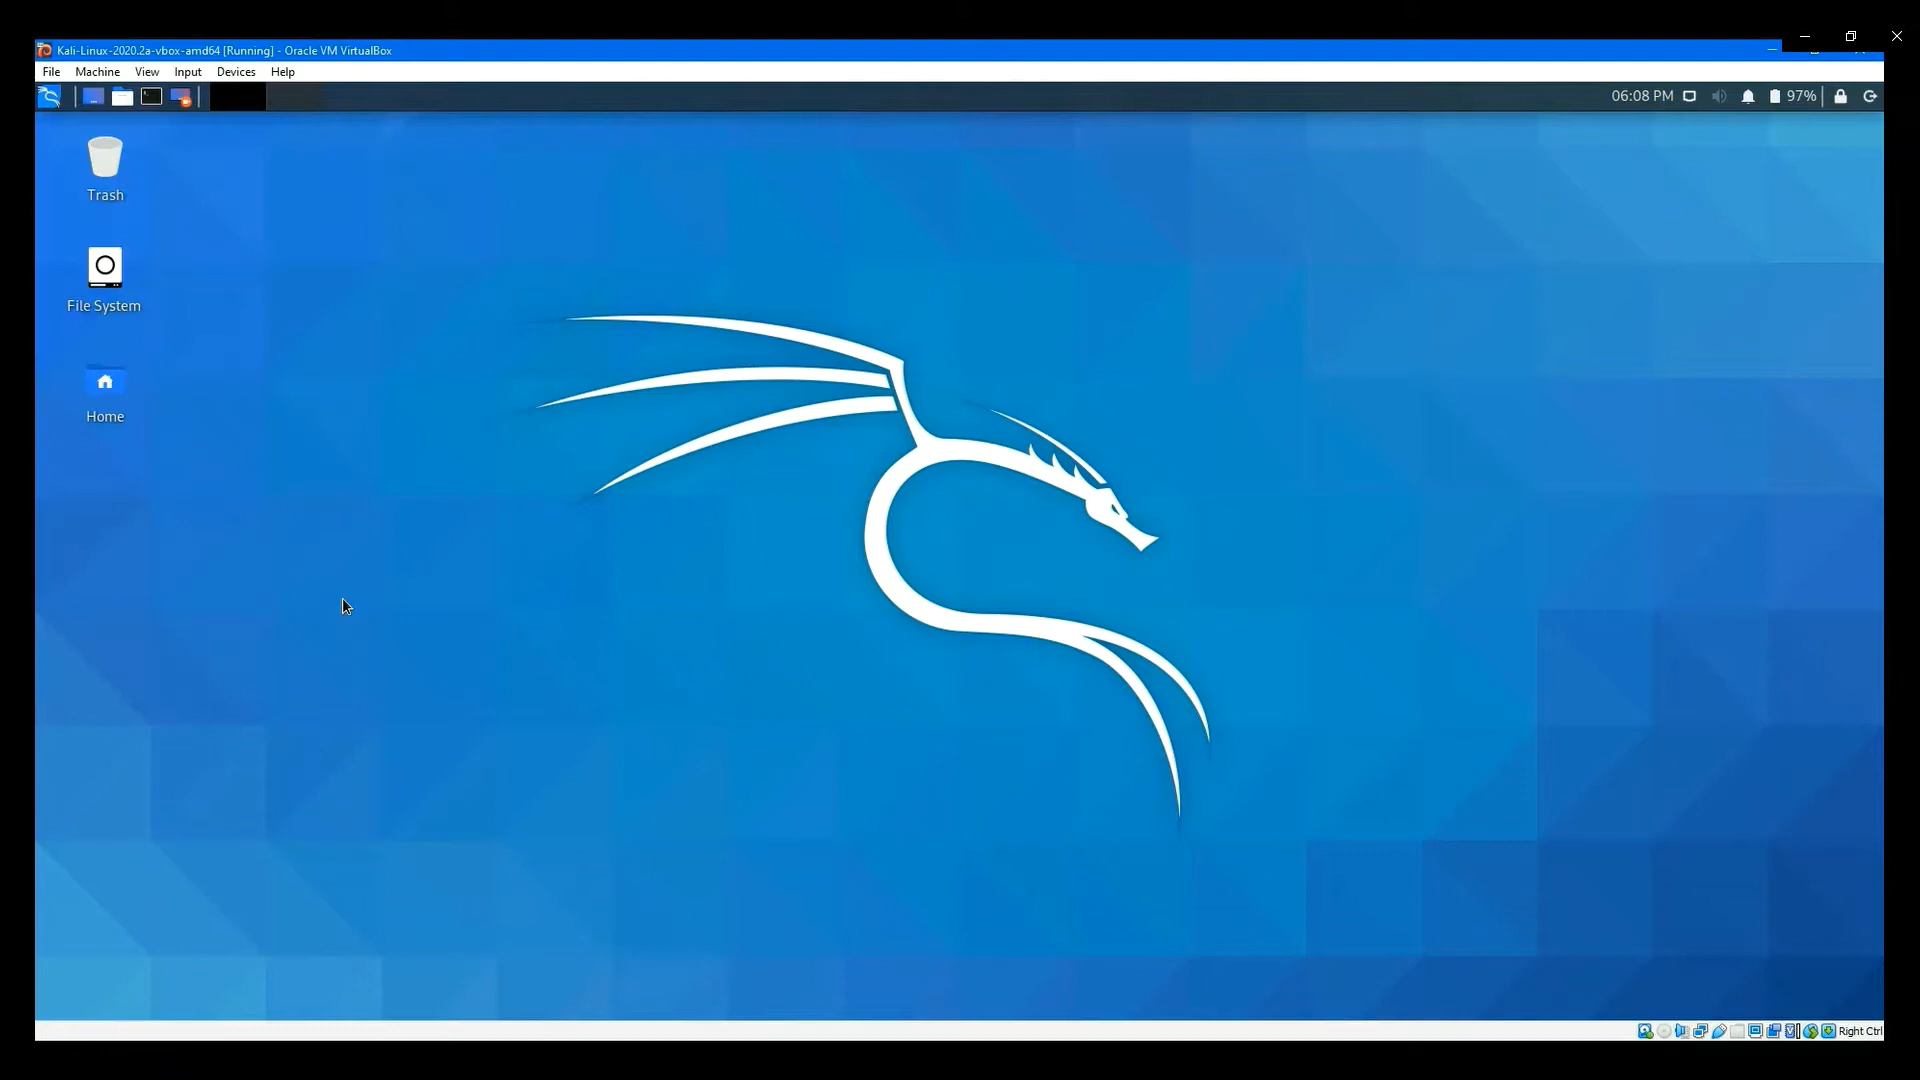 Kali-Linux-2020.2a-vbox-amd64 [Running] - Oracle VM VirtualBox
File Machine View Input Devices Help
06:08 PM 97%
Trash
File System
Home
Right Ctrl